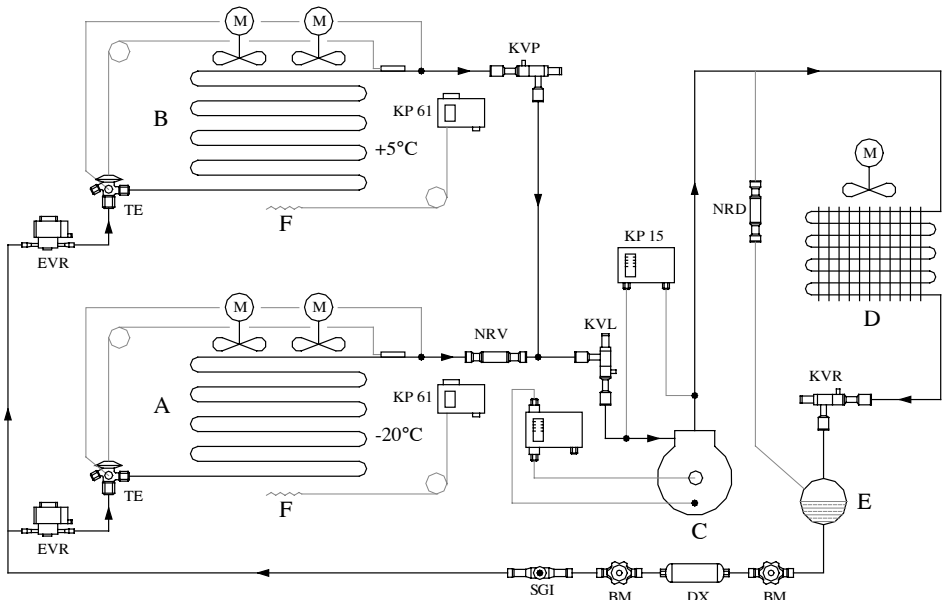 M M
KVP
B
KP 61
+5°C
M
TE
F
NRD
EVR
KP 15
M M
NRV
KVL
D
KVR
A
KP 61
-20°C
TE
F
E
C
EVR
SGI
BM
DX
BM